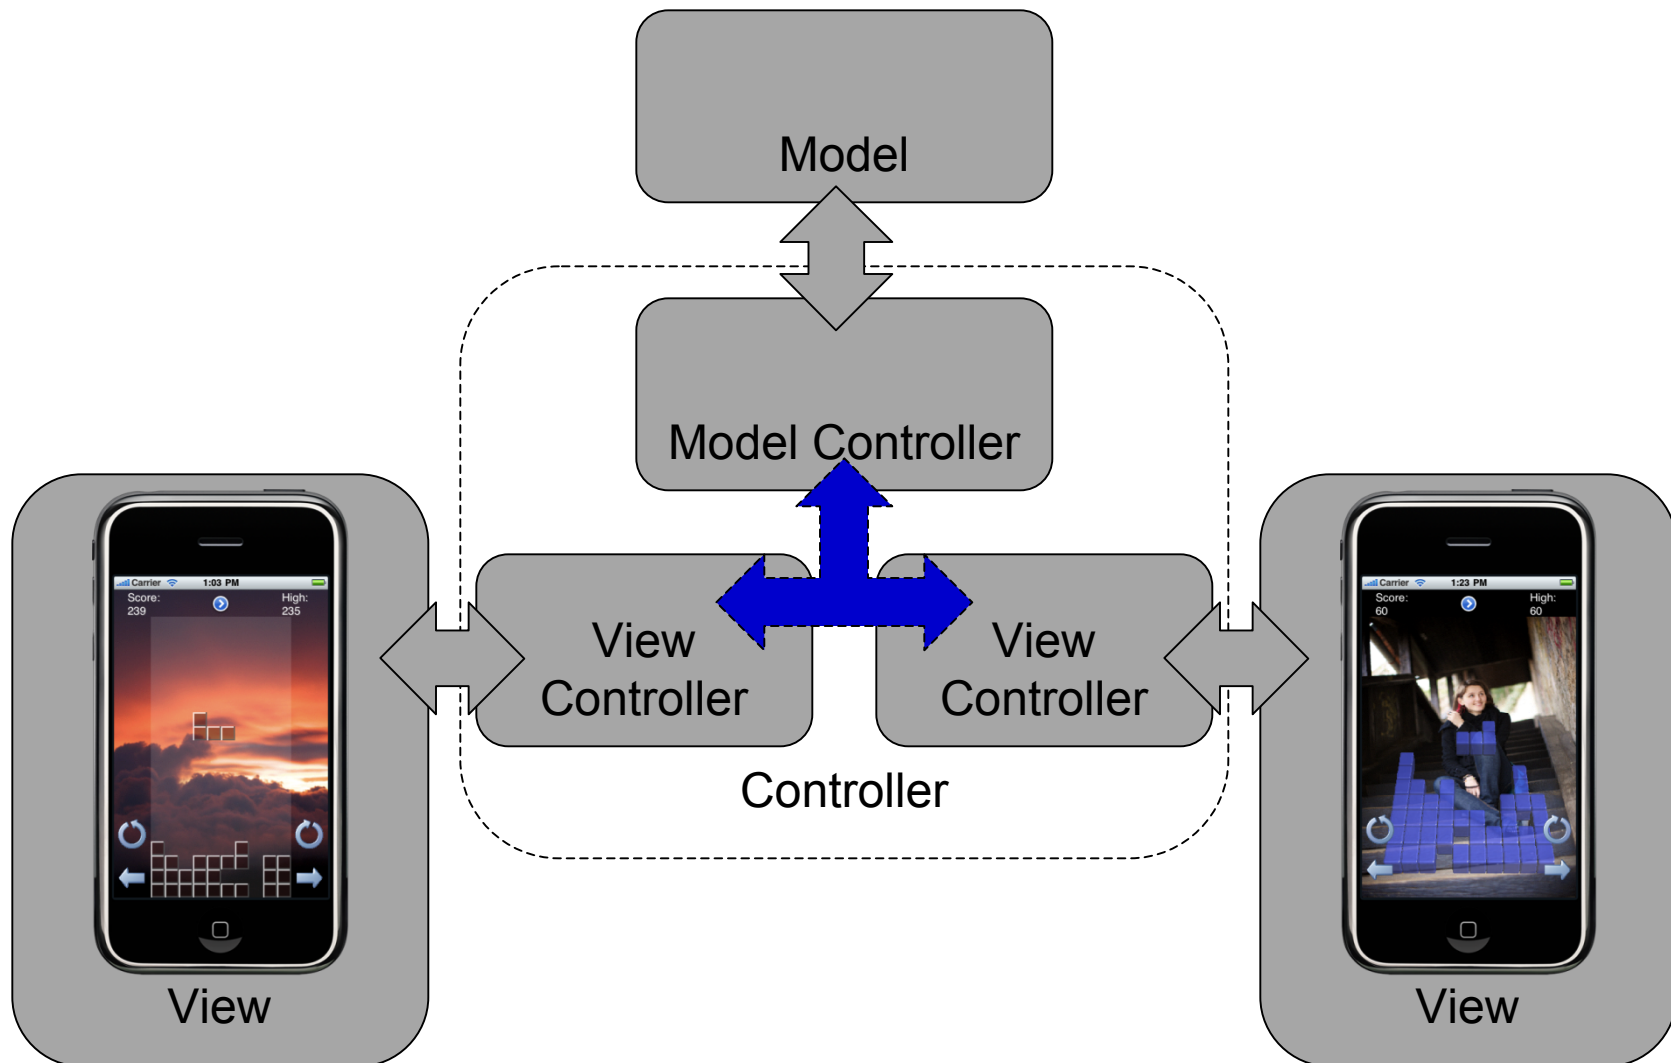 Model
Model Controller
View
Controller
View
Controller
Controller
Carrier 1:03 PM
Score:
239
High:
235
View
Carrier 1:23 PM
Score:
60
High:
60
View